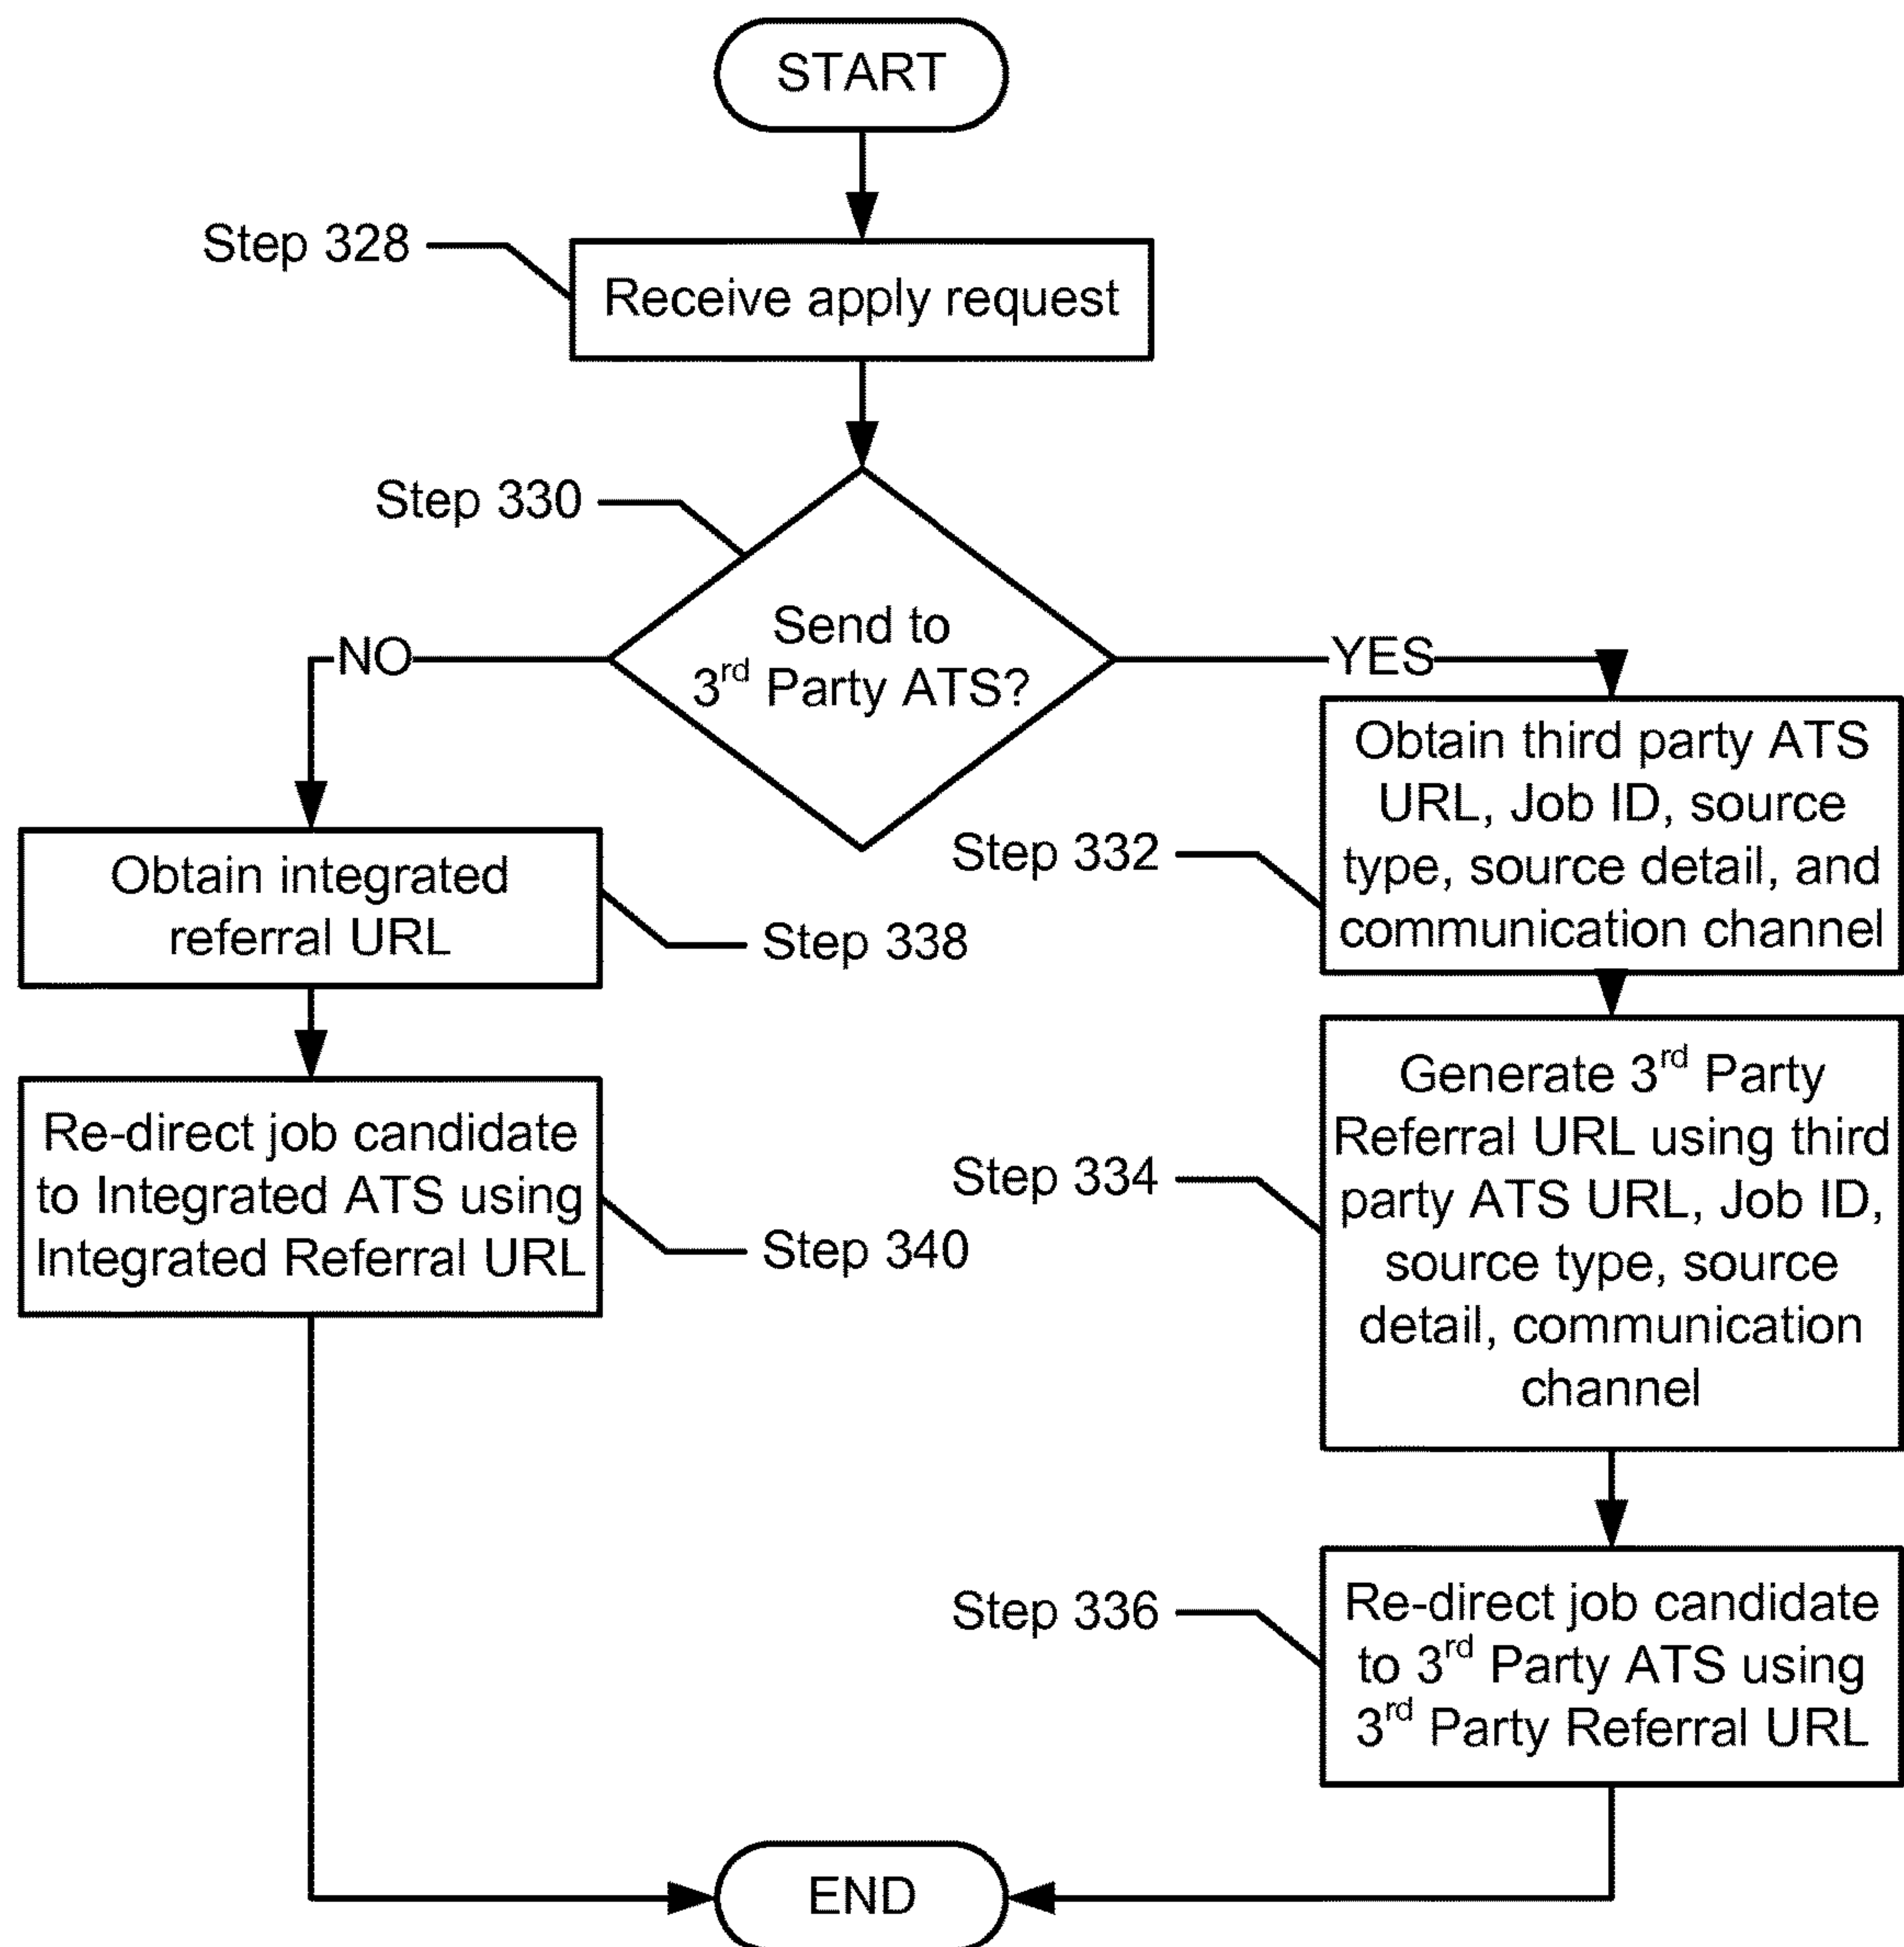 START
Step 328
Receive apply request
Step 330
Send to
3rd Party ATS?
NO
YES
Obtain third party ATS
URL, Job ID, source
type, source detail, and
communication channel
Step 332
Obtain integrated
referral URL
Step 338
Generate 3rd Party
Referral URL using third
party ATS URL, Job ID,
source type, source
detail, communication
channel
Step 334
Re-direct job candidate
to Integrated ATS using
Integrated Referral URL
Step 340
Step 336
Re-direct job candidate
to 3rd Party ATS using
3rd Party Referral URL
END